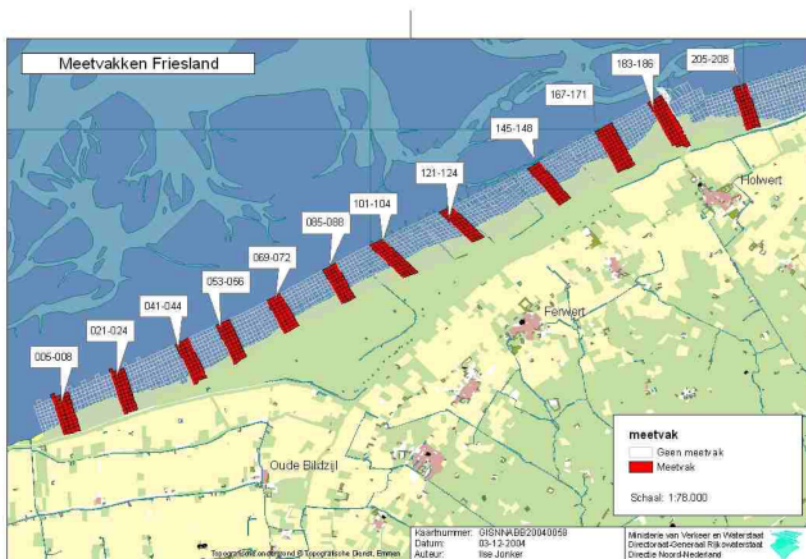 Meetvakken Friesland
205-208
183-186
167-171
145-148
121-124
101-104
085-088
069-072
053-056
041-044
021-024
005-008
Holwert
Ferwert
Oude Bildzijl
meetvak
Geen meetvak
Meetvak
Schaal: 1:78.000
Topografische ondergrond © Topografische Dienst, Emmen
Kaartnummer: GISNNABB20040058
Datum: 03-12-2004
Auteur: Ilse Jonker
Ministerie van Verkeer en Waterstaat
Directoraat-Generaal Rijkswaterstaat
Directie Noord-Nederland